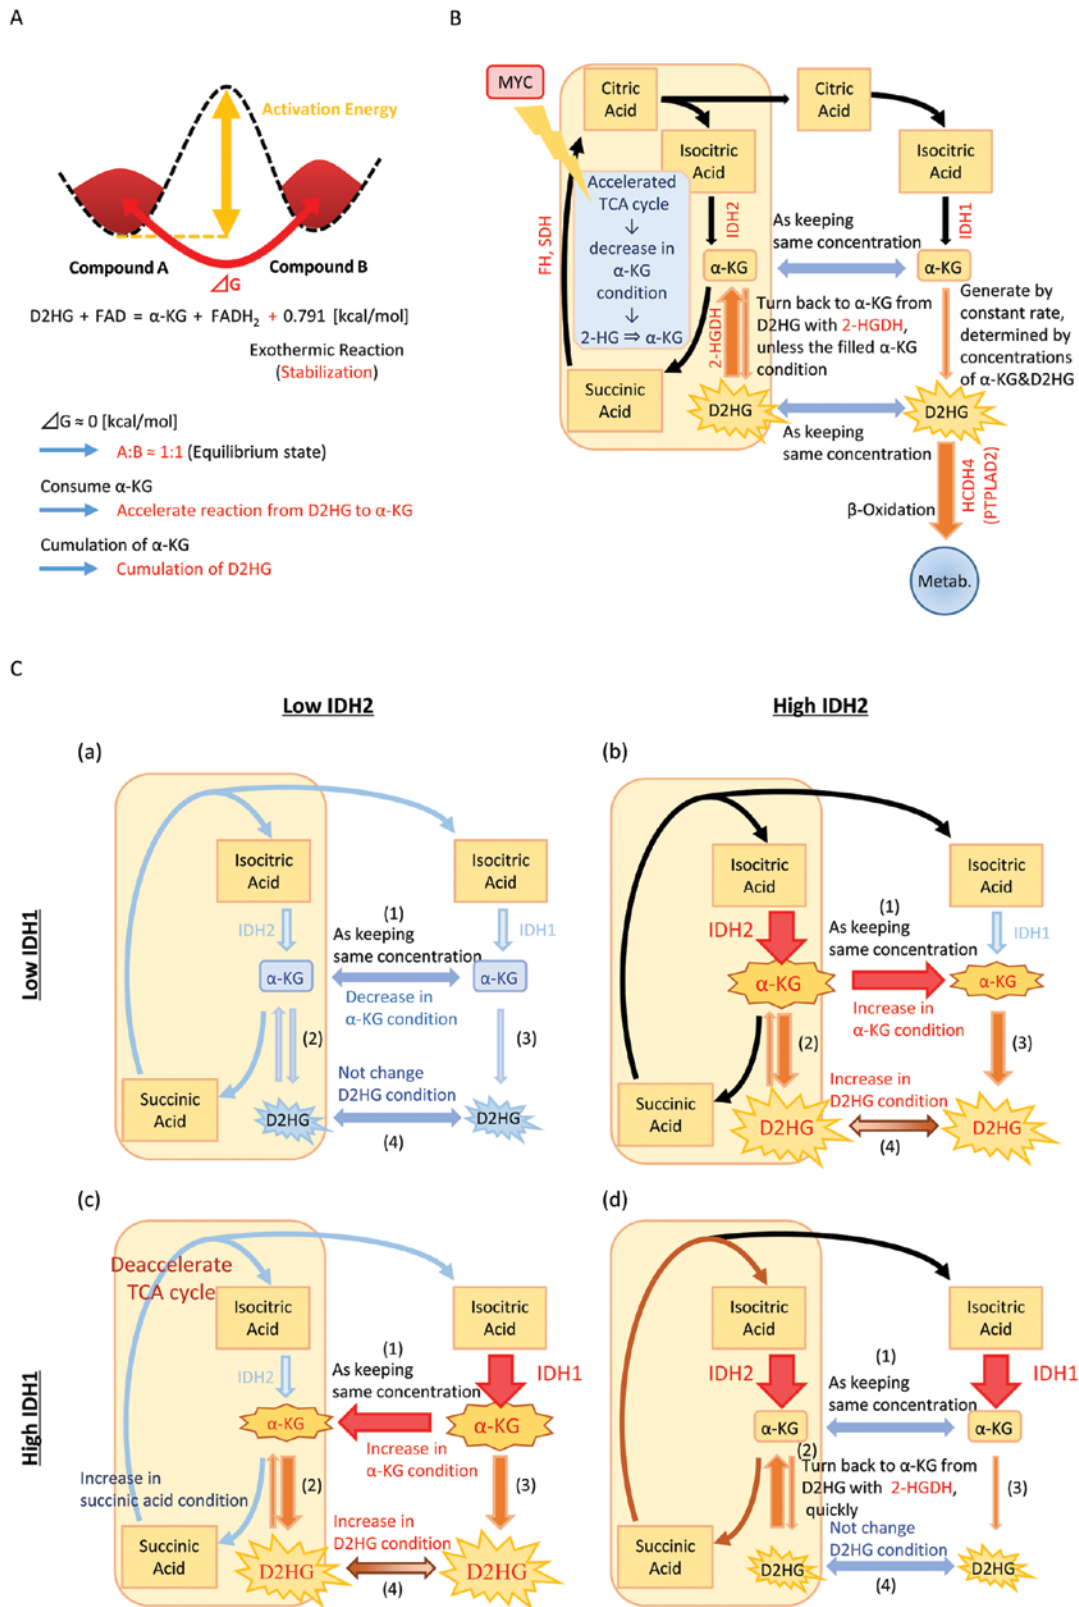 A
Activation Energy
Compound A
Compound B
⊿G
D2HG + FAD = α-KG + FADH2 + 0.791 [kcal/mol]
Exothermic Reaction
(Stabilization)
⊿G ≈ 0 [kcal/mol]
A:B ≈ 1:1 (Equilibrium state)
Consume α-KG
Accelerate reaction from D2HG to α-KG
Cumulation of α-KG
Cumulation of D2HG
B
MYC
Citric
Acid
Citric
Acid
Isocitric
Acid
Isocitric
Acid
Accelerated
TCA cycle
↓
decrease in
α-KG
condition
↓
2-HG ⇒ α-KG
FH, SDH
IDH2
IDH1
As keeping
same concentration
α-KG
α-KG
2-HGDH
Turn back to α-KG from
D2HG with 2-HGDH,
unless the filled α-KG
condition
Generate by
constant rate,
determined by
concentrations
of α-KG&D2HG
Succinic
Acid
D2HG
D2HG
As keeping
same concentration
β-Oxidation
HCDH4
(PTPLAD2)
Metab.
C
Low IDH2
High IDH2
Low IDH1
High IDH1
(a)
Isocitric
Acid
Isocitric
Acid
IDH2
IDH1
(1)
As keeping
same concentration
α-KG
α-KG
Decrease in
α-KG condition
(2)
(3)
Not change
D2HG condition
Succinic
Acid
D2HG
D2HG
(4)
(b)
Isocitric
Acid
Isocitric
Acid
IDH2
IDH1
(1)
As keeping
same concentration
α-KG
α-KG
Increase in
α-KG condition
(2)
(3)
Increase in
D2HG condition
Succinic
Acid
D2HG
D2HG
(4)
(c)
Deaccelerate
TCA cycle
Isocitric
Acid
Isocitric
Acid
IDH2
IDH1
(1)
As keeping
same concentration
α-KG
α-KG
Increase in
α-KG condition
Increase in
succinic acid condition
(2)
(3)
Increase in
D2HG condition
Succinic
Acid
D2HG
D2HG
(4)
(d)
Isocitric
Acid
Isocitric
Acid
IDH2
IDH1
(1)
As keeping
same concentration
α-KG
α-KG
(2)
Turn back to α-KG from
D2HG with 2-HGDH,
quickly
(3)
Not change
D2HG condition
Succinic
Acid
D2HG
D2HG
(4)